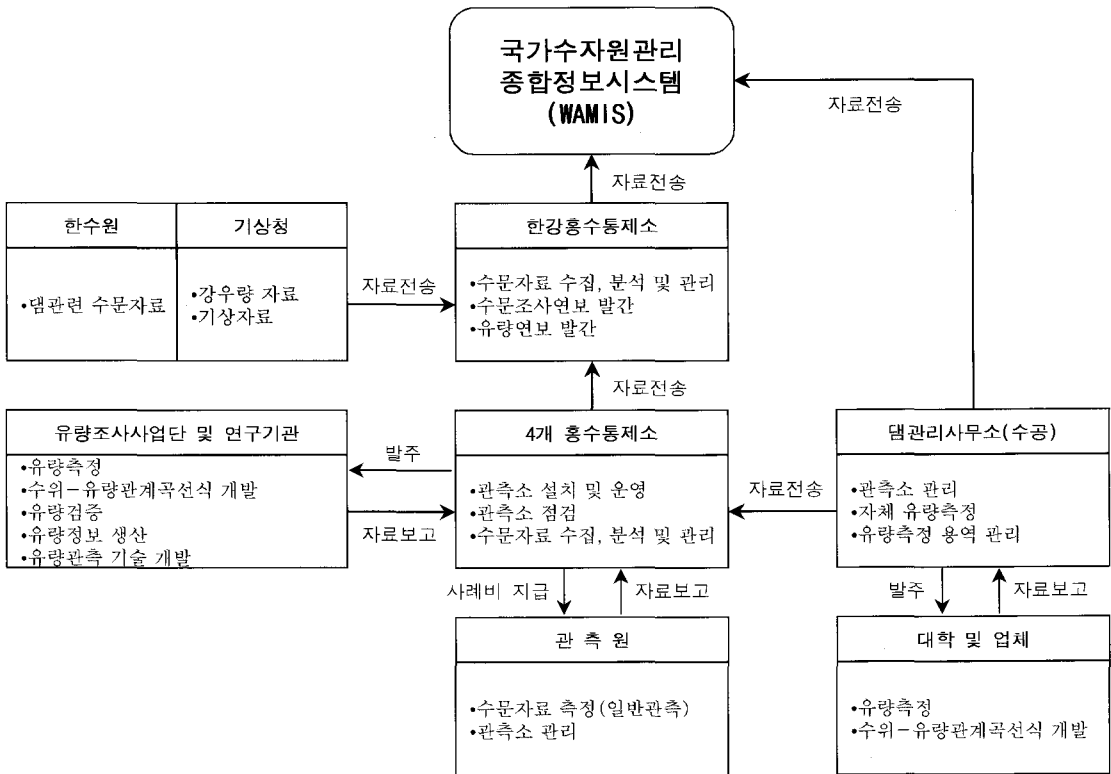 국가수자원관리
종합정보시스템
(WAMIS)
자료전송
자료전송
한수원
•댐관련 수문자료
기상청
•강우량 자료
•기상자료
자료전송
한강홍수통제소
•수문자료 수집, 분석 및 관리
•수문조사연보 발간
•유량연보 발간
자료전송
유량조사사업단 및 연구기관
•유량측정
•수위-유량관계곡선식 개발
•유량검증
•유량정보 생산
•유량관측 기술 개발
발주
자료보고
4개 홍수통제소
•관측소 설치 및 운영
•관측소 점검
•수문자료 수집, 분석 및 관리
자료전송
댐관리사무소(수공)
•관측소 관리
•자체 유량측정
•유량측정 용역 관리
사례비 지급
자료보고
발주
자료보고
관 측 원
•수문자료 측정(일반관측)
•관측소 관리
대학 및 업체
•유량측정
•수위-유량관계곡선식 개발